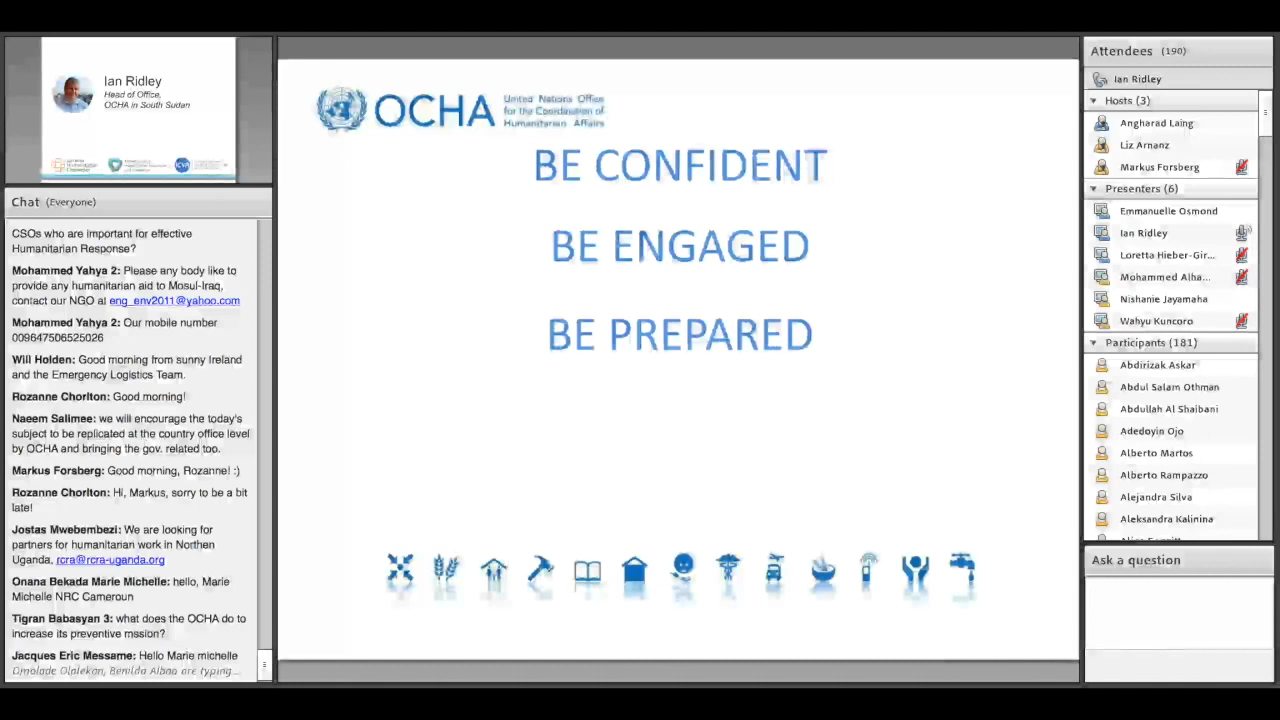 Ian Ridley
Head of Office,
OCHA in South Sudan
Chat (Everyone)
CSOs who are important for effective
Humanitarian Response?
Mohammed Yahya 2: Please any body like to
provide any humanitarian aid to Mosul-Iraq,
contact our NGO at eng_env2011@yahoo.com
Mohammed Yahya 2: Our mobile number
009647506525026
Will Holden: Good morning from sunny Ireland
and the Emergency Logistics Team.
Rozanne Chorlton: Good morning!
Naeem Salimee: we will encourage the today's
subject to be replicated at the country office level
by OCHA and bringing the gov. related too.
Markus Forsberg: Good morning, Rozanne! :)
Rozanne Chorlton: Hi, Markus, sorry to be a bit
late!
Jostas Mwebembezi: We are looking for
partners for humanitarian work in Northen
Uganda, rcra@rcra-uganda.org
Onana Bekada Marie Michelle: hello, Marie
Michelle NRC Cameroun
Tigran Babasyan 3: what does the OCHA do to
increase its preventive mssion?
Jacques Eric Messame: Hello Marie michelle
Omolade Olalekan, Benilda Alban are typing...
OCHA
United Nations Office
for the Coordination of
Humanitarian Affairs
BE CONFIDENT
BE ENGAGED
BE PREPARED
Attendees (190)
Ian Ridley
Hosts (3)
Angharad Laing
Liz Arnanz
Markus Forsberg
Presenters (6)
Emmanuelle Osmond
Ian Ridley
Loretta Hieber-Gir...
Mohammed Alha...
Nishanie Jayamaha
Wahyu Kuncoro
Participants (181)
Abdirizak Askar
Abdul Salam Othman
Abdullah Al Shaibani
Adedoyin Ojo
Alberto Martos
Alberto Rampazzo
Alejandra Silva
Aleksandra Kalinina
Ask a question